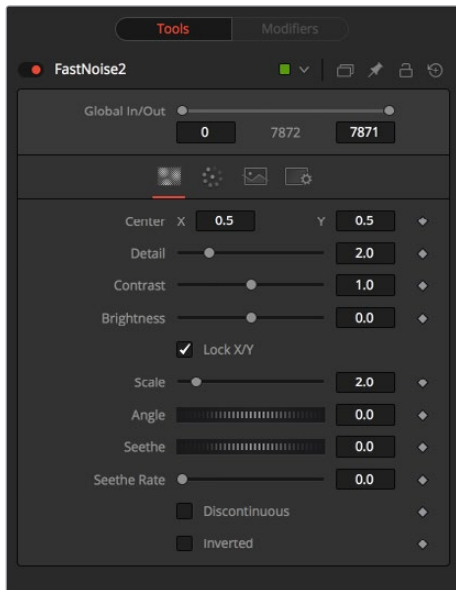 Tools Modifiers
FastNoise2
Global In/Out
0 7872 7871
Center X 0.5 Y 0.5
Detail 2.0
Contrast 1.0
Brightness 0.0
Lock X/Y
Scale 2.0
Angle 0.0
Seethe 0.0
Seethe Rate 0.0
Discontinuous
Inverted